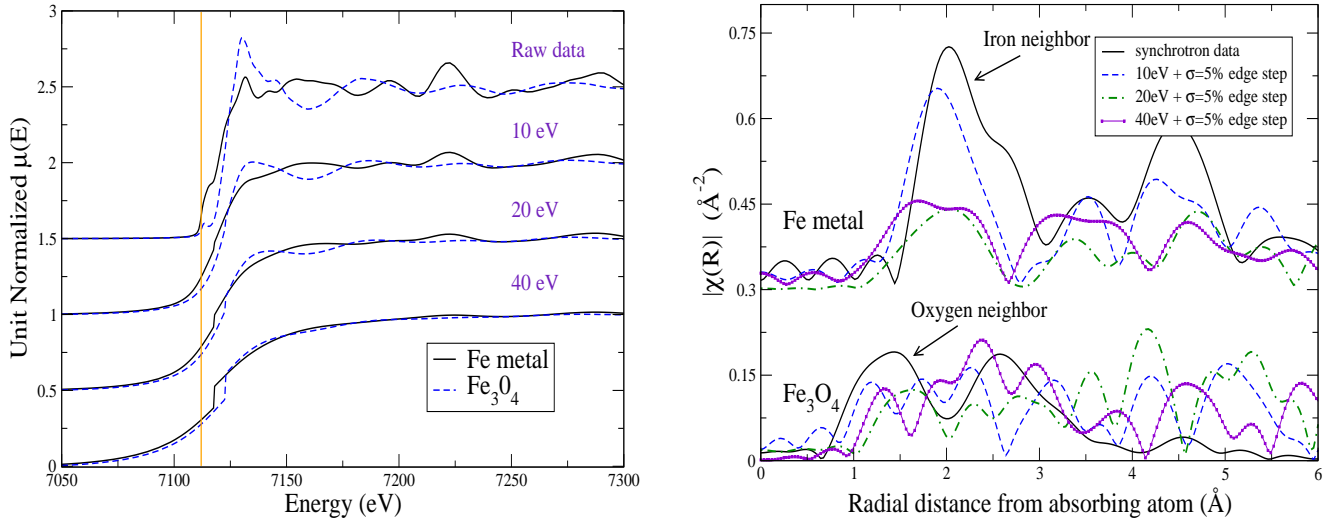 3
2.5
2
1.5
1
0.5
0
7050
7100
7150
7200
7250
7300
Energy (eV)
Unit Normalized μ(E)
Raw data
10 eV
20 eV
40 eV
Fe metal
Fe3O4
0.75
0.6
0.45
0.3
0.15
0
0
1
2
3
4
5
6
Radial distance from absorbing atom (Å)
|χ(R)| (Å-2)
Iron neighbor
synchrotron data
10eV + σ=5% edge step
20eV + σ=5% edge step
40eV + σ=5% edge step
Fe metal
Oxygen neighbor
Fe3O4